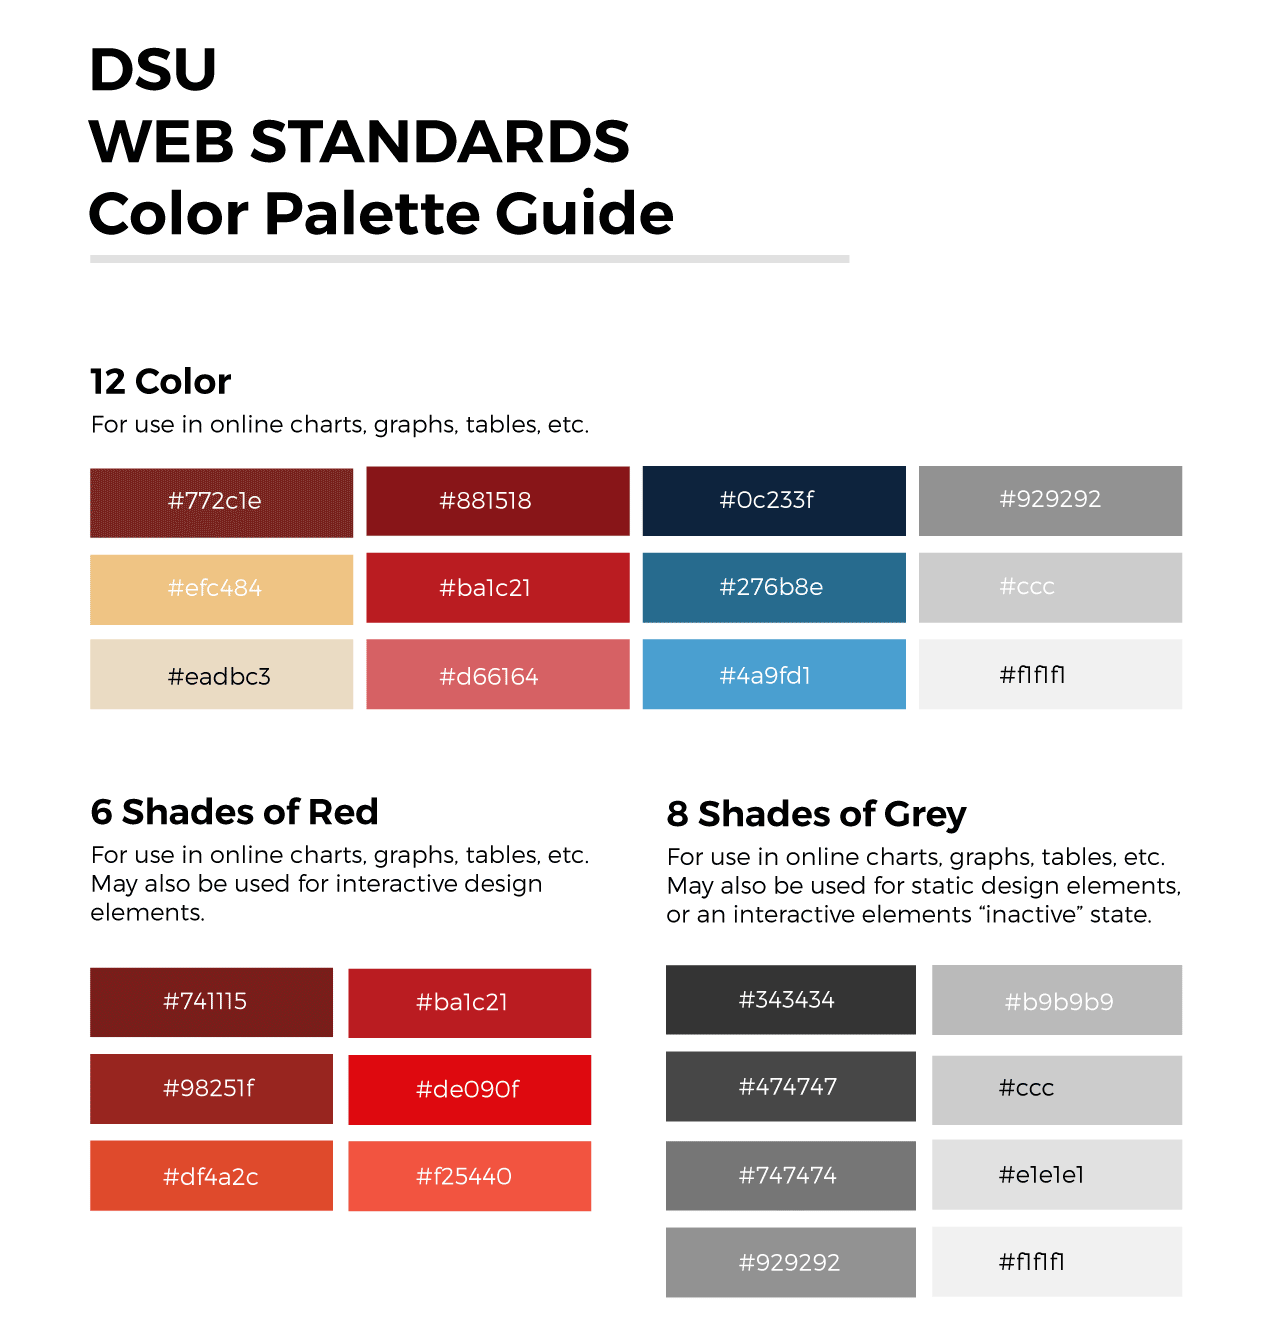 DSU
WEB STANDARDS
Color Palette Guide
12 Color
For use in online charts, graphs, tables, etc.
#772c1e #881518 #0c233f #929292
#efc484 #ba1c21 #276b8e #ccc
#eadbc3 #d66164 #4a9fd1 #f1f1f1
6 Shades of Red
For use in online charts, graphs, tables, etc.
May also be used for interactive design
elements.
#741115 #ba1c21
#98251f #de090f
#df4a2c #f25440
8 Shades of Grey
For use in online charts, graphs, tables, etc.
May also be used for static design elements,
or an interactive elements “inactive” state.
#343434 #b9b9b9
#474747 #ccc
#747474 #e1e1e1
#929292 #f1f1f1